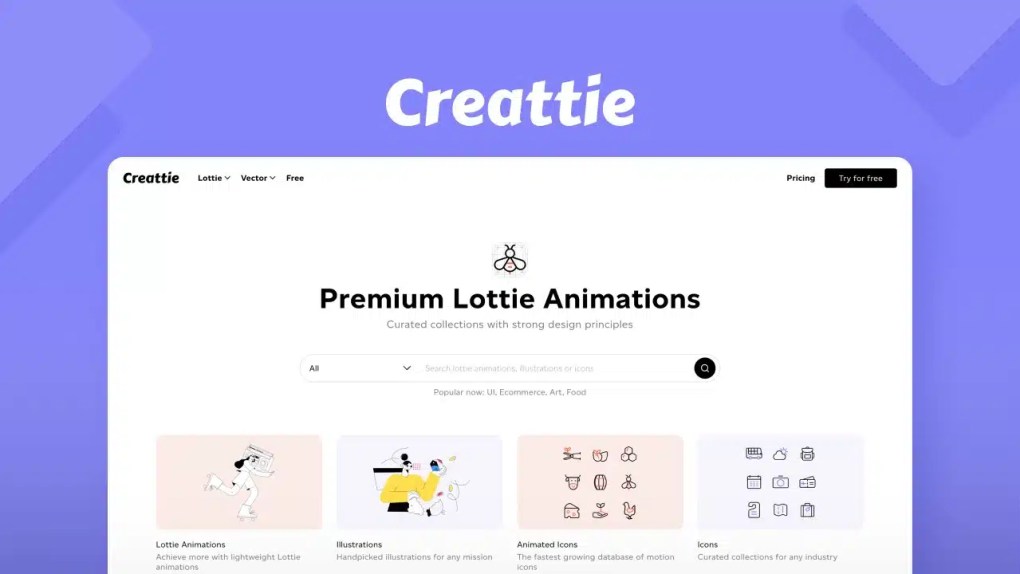 Creattie
Creattie Lottie Vector Free Pricing Try for free
Premium Lottie Animations
Curated collections with strong design principles
All Search lottie animations, illustrations or icons
Popular now: UI, Ecommerce, Art, Food
Lottie Animations
Achieve more with lightweight Lottie
animations
Illustrations
Handpicked illustrations for any mission
Animated Icons
The fastest growing database of motion
icons
Icons
Curated collections for any industry